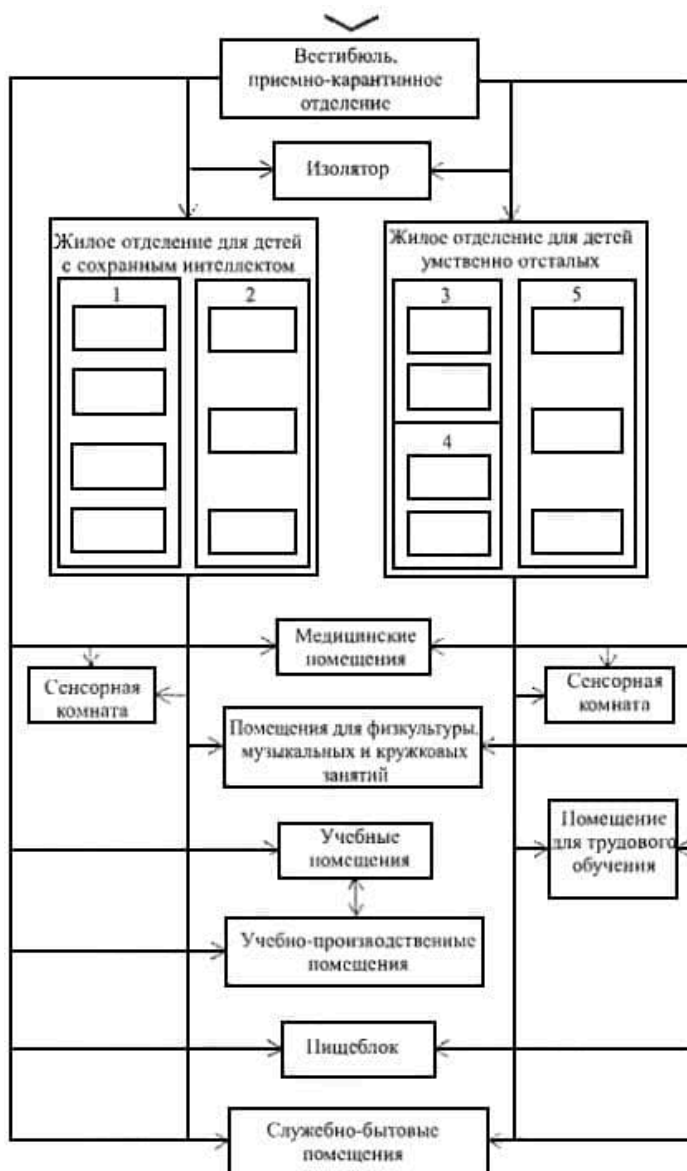 Вестибюль,
приемно-карантинное
отделение
Изолятор
Жилое отделение для детей
с сохранным интеллектом
1
2
Жилое отделение для детей
умственно отсталых
3
5
4
Медицинские
помещения
Сенсорная
комната
Сенсорная
комната
Помещения для физкультуры,
музыкальных и кружковых
занятий
Учебные
помещения
Помещение
для трудового
обучения
Учебно-производственные
помещения
Пищеблок
Служебно-бытовые
помещения